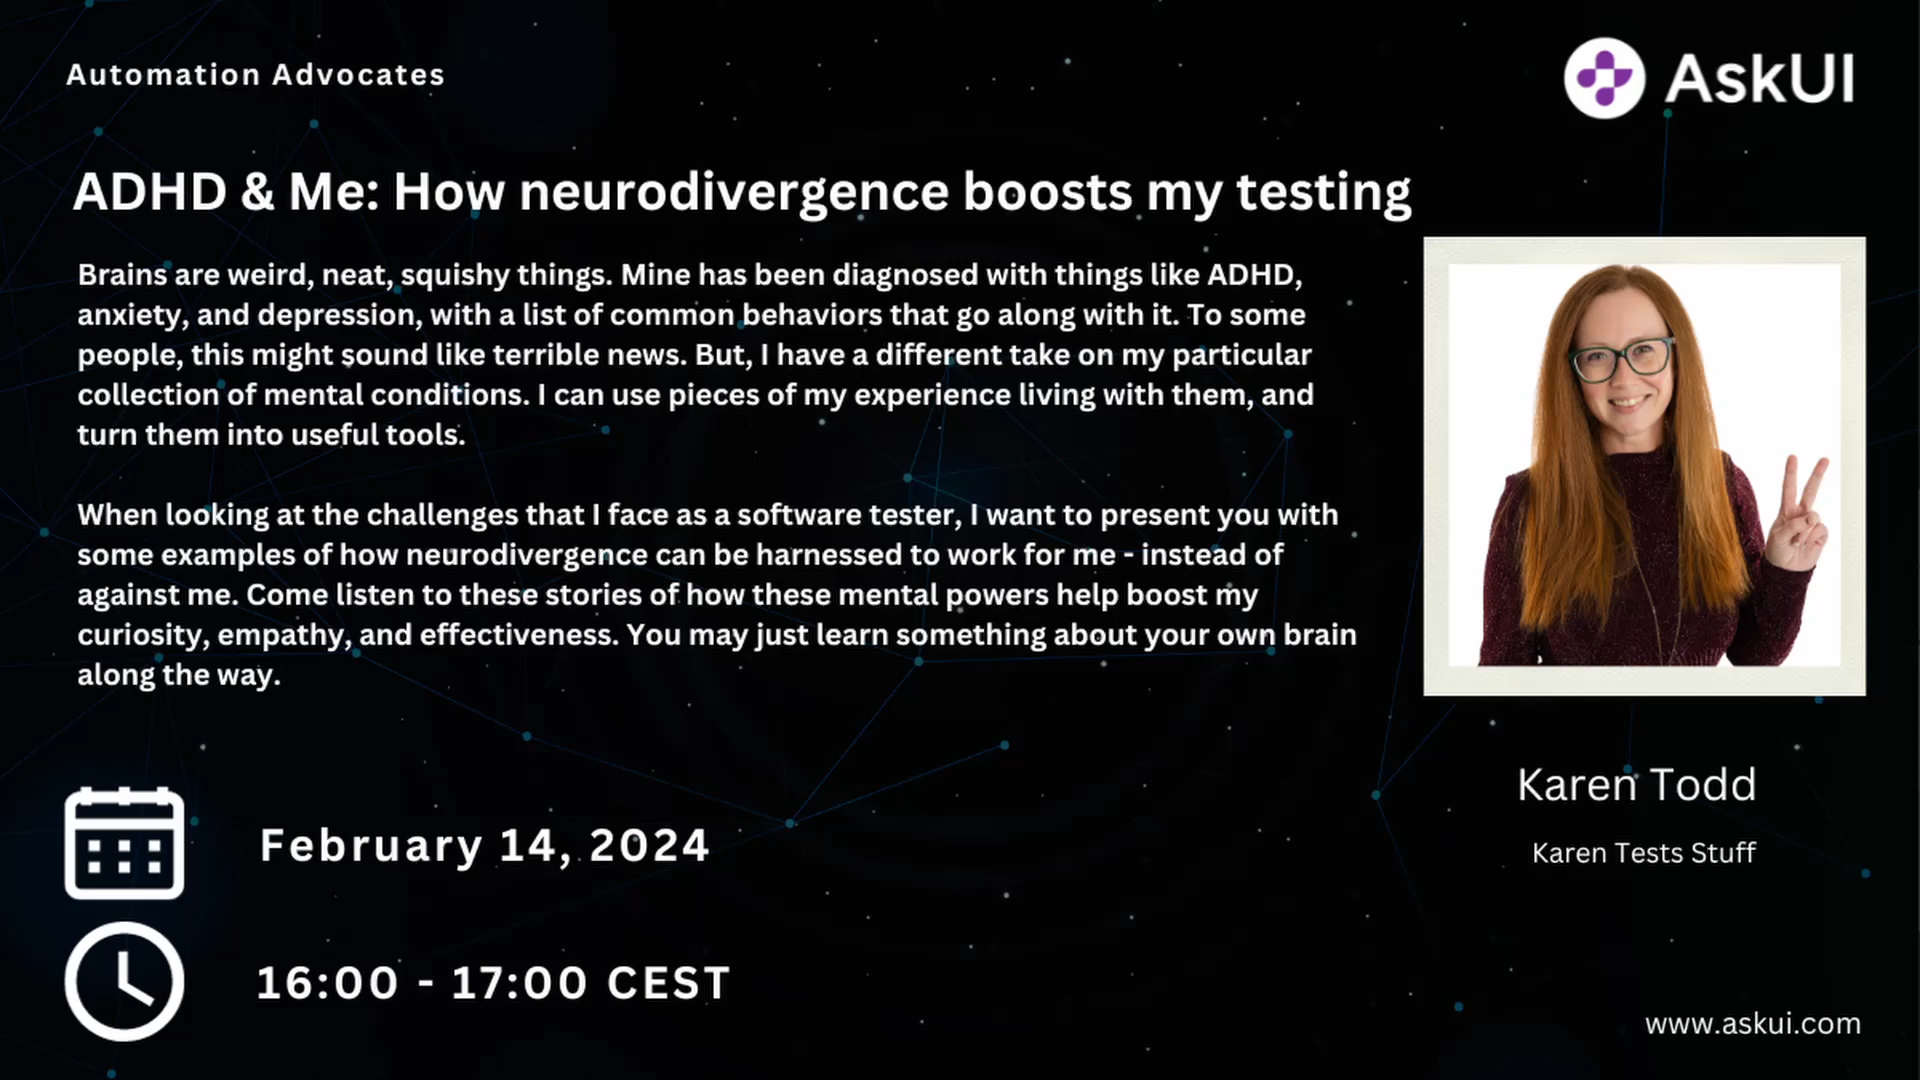 Automation Advocates
AskUI
ADHD & Me: How neurodivergence boosts my testing
Brains are weird, neat, squishy things. Mine has been diagnosed with things like ADHD,
anxiety, and depression, with a list of common behaviors that go along with it. To some
people, this might sound like terrible news. But, I have a different take on my particular
collection of mental conditions. I can use pieces of my experience living with them, and
turn them into useful tools.
When looking at the challenges that I face as a software tester, I want to present you with
some examples of how neurodivergence can be harnessed to work for me - instead of
against me. Come listen to these stories of how these mental powers help boost my
curiosity, empathy, and effectiveness. You may just learn something about your own brain
along the way.
Karen Todd
Karen Tests Stuff
February 14, 2024
16:00 - 17:00 CEST
www.askui.com